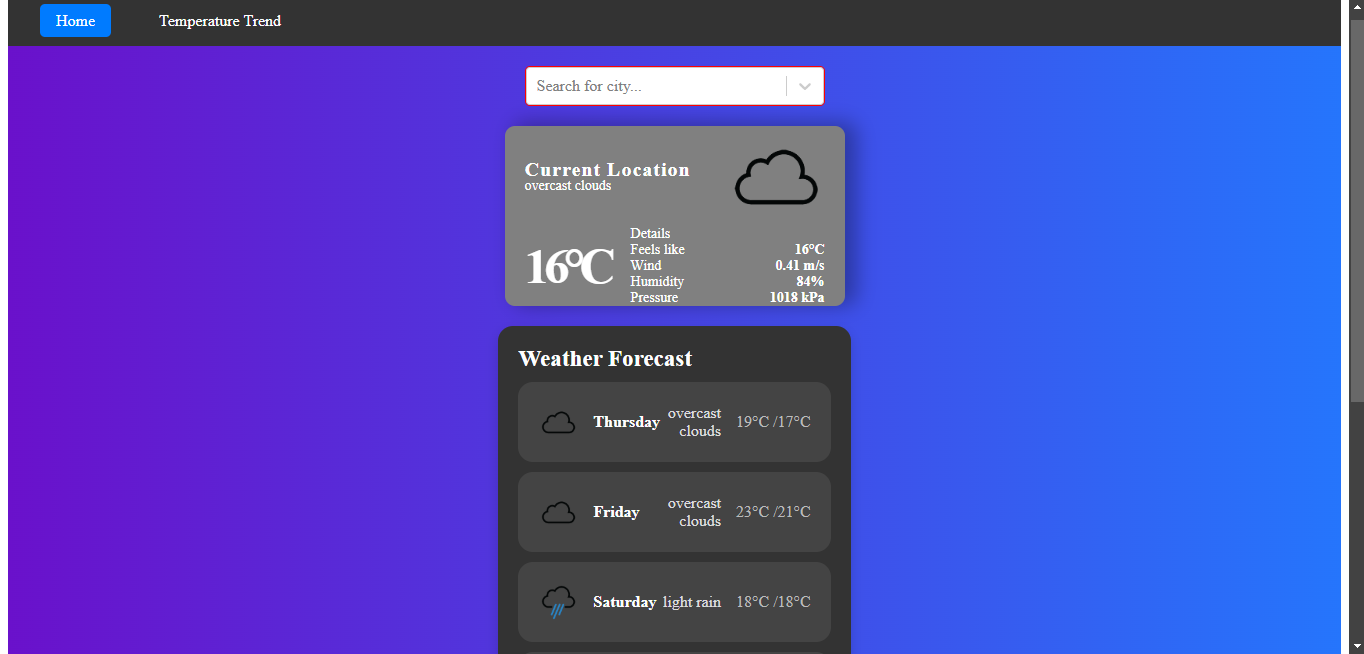 Home Temperature Trend
Search for city...
Current Location
overcast clouds
16°C
Details
Feels like 16°C
Wind 0.41 m/s
Humidity 84%
Pressure 1018 kPa
Weather Forecast
Thursday overcast clouds 19°C /17°C
Friday overcast clouds 23°C /21°C
Saturday light rain 18°C /18°C